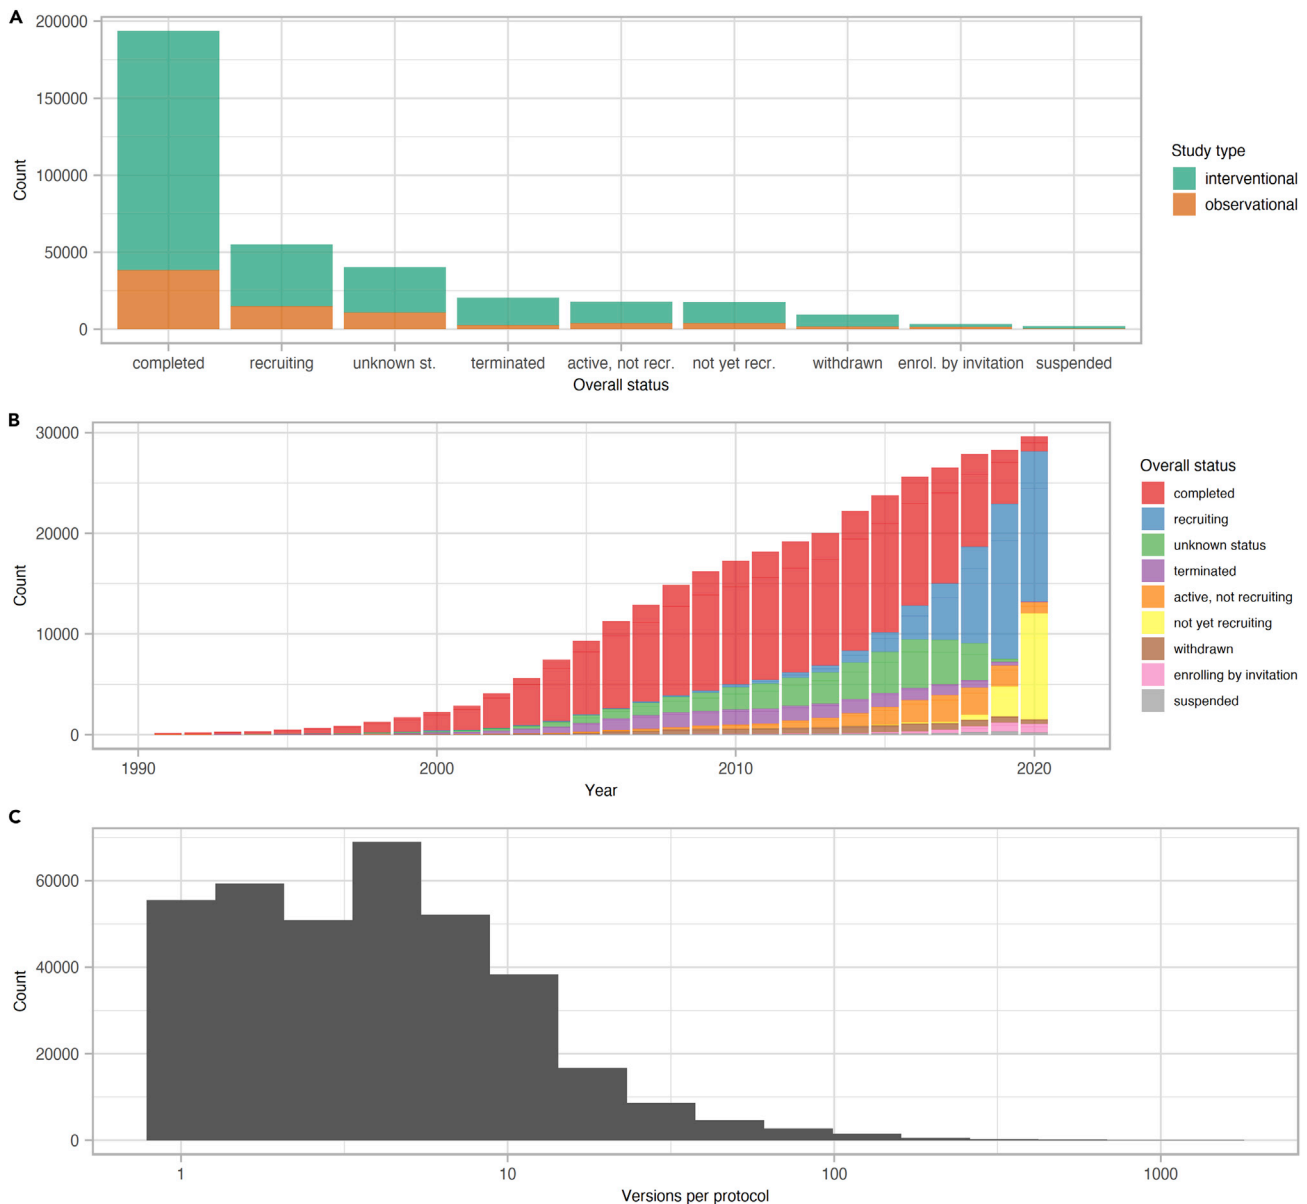 A
200000
150000
100000
50000
0
Count
completed
recruiting
unknown st.
terminated
active, not recr.
not yet recr.
withdrawn
enrol. by invitation
suspended
Overall status
Study type
interventional
observational
B
30000
20000
10000
0
Count
1990
2000
2010
2020
Year
Overall status
completed
recruiting
unknown status
terminated
active, not recruiting
not yet recruiting
withdrawn
enrolling by invitation
suspended
C
60000
40000
20000
0
Count
1
10
100
1000
Versions per protocol